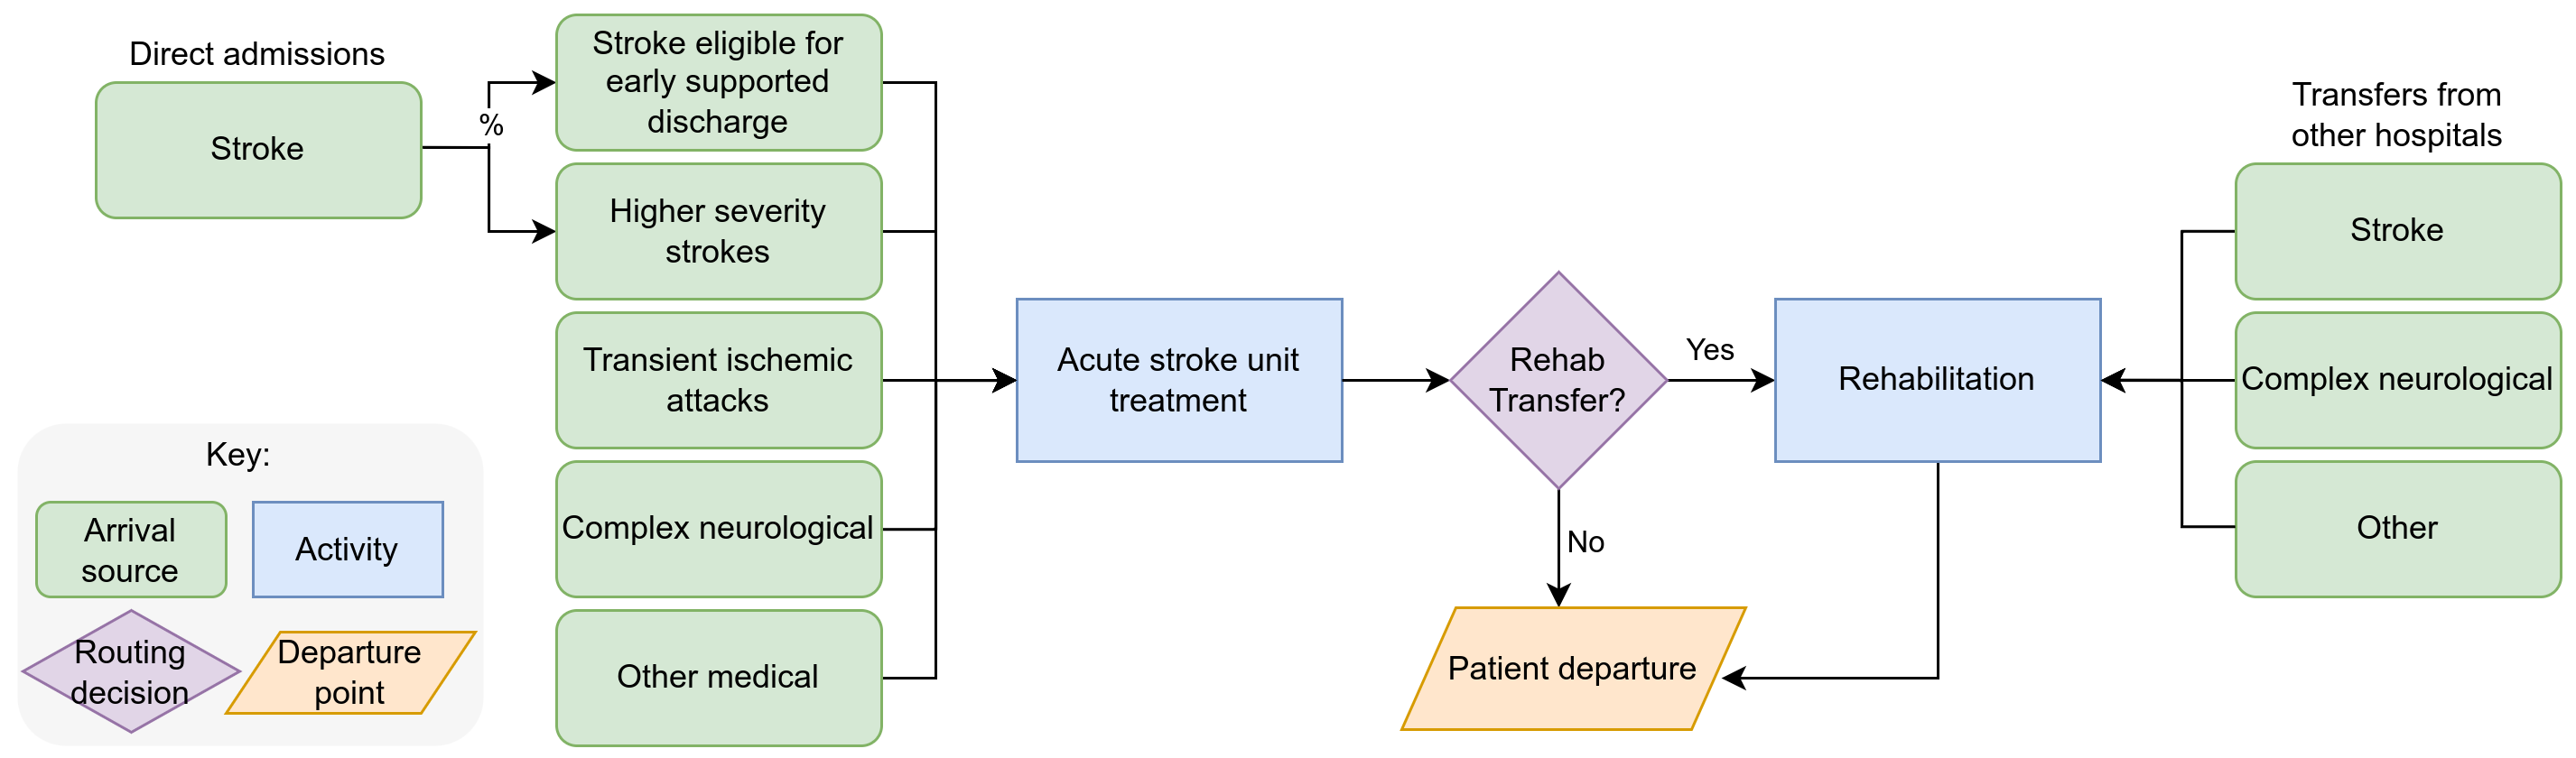 Direct admissions
Stroke
%
Stroke eligible for
early supported
discharge
Higher severity
strokes
Transient ischemic
attacks
Complex neurological
Other medical
Acute stroke unit
treatment
Rehab
Transfer?
Yes
No
Rehabilitation
Patient departure
Transfers from
other hospitals
Stroke
Complex neurological
Other
Key:
Arrival
source
Activity
Routing
decision
Departure
point